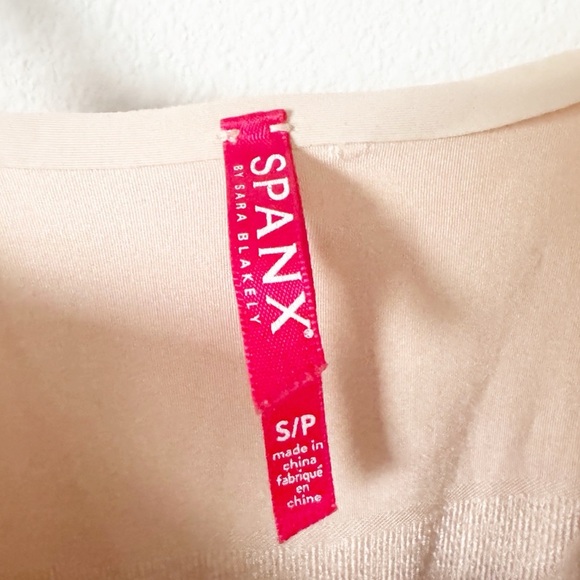 SPANX®
BY SARA BLAKELY
S/P
made in
china
fabriqué
en
chine